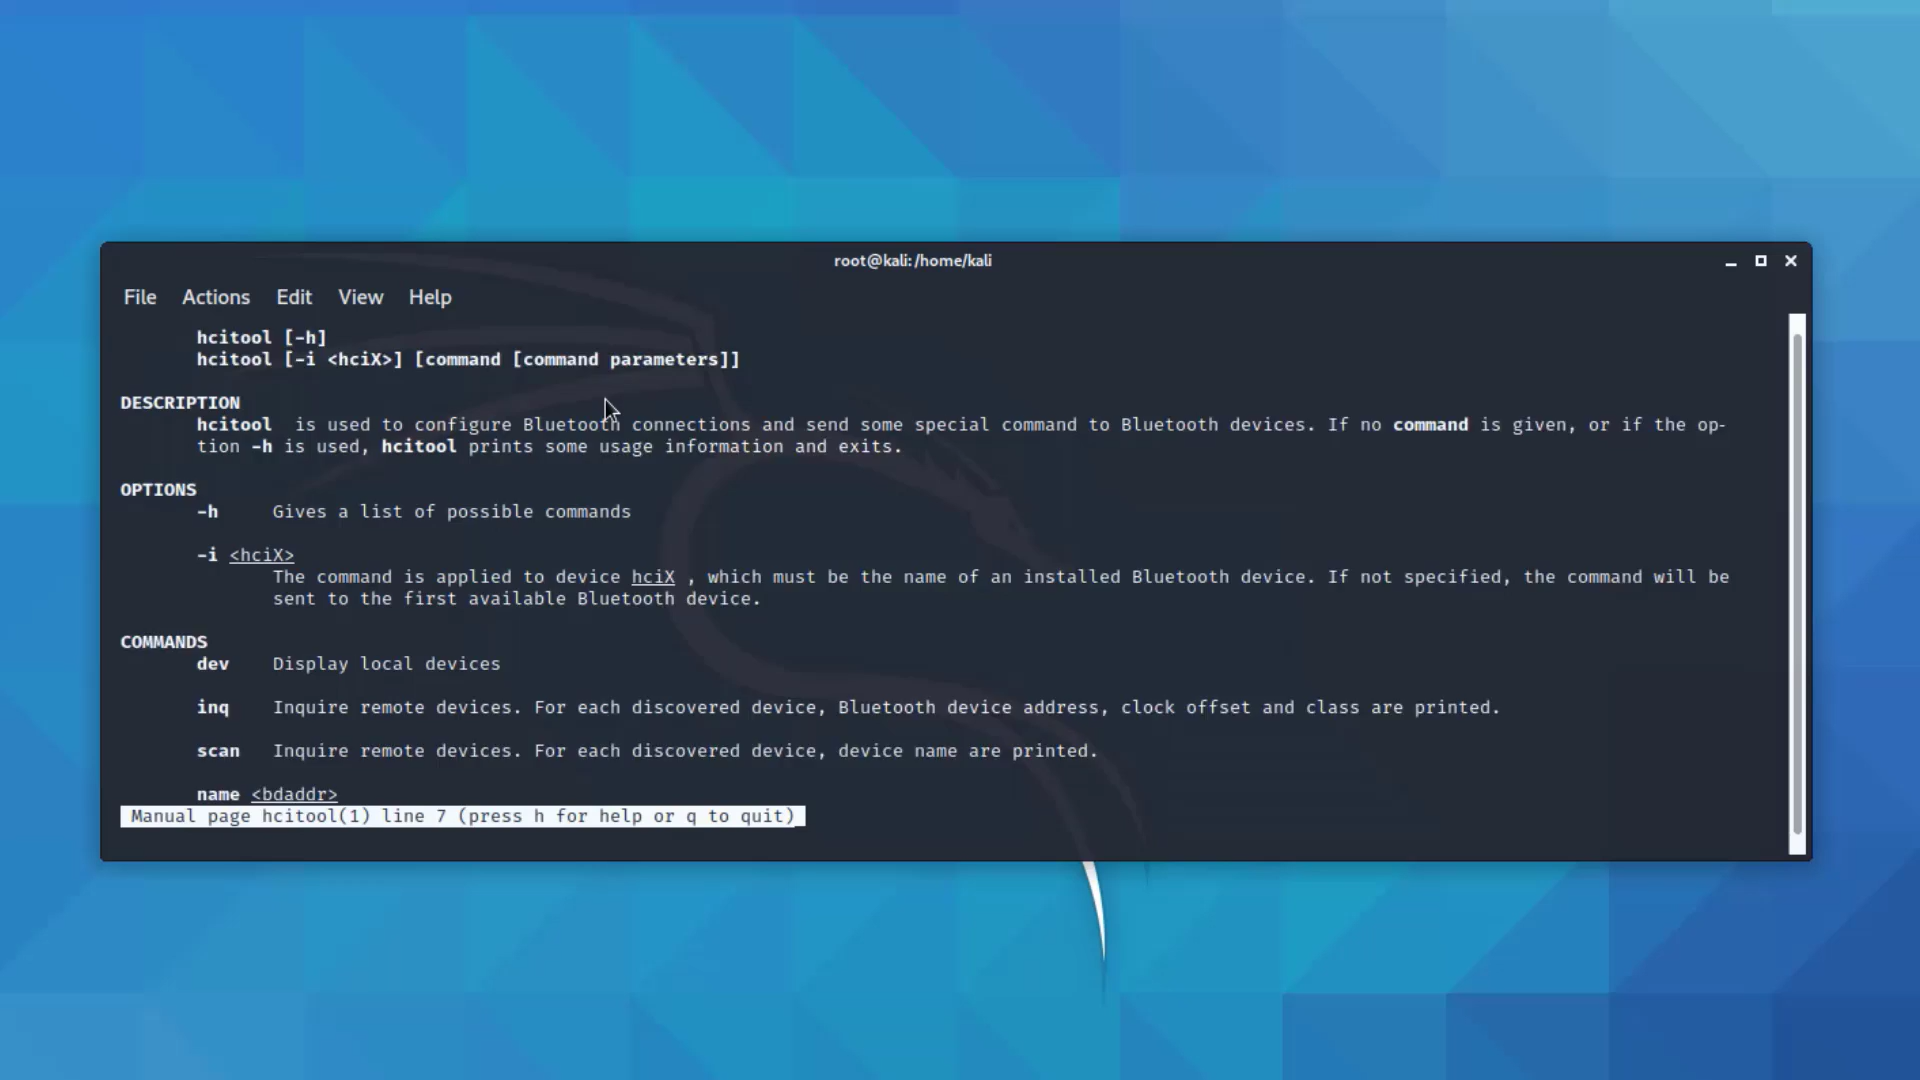 root@kali:/home/kali
File Actions Edit View Help
hcitool [-h]
hcitool [-i <hciX>] [command [command parameters]]
DESCRIPTION
hcitool  is used to configure Bluetooth connections and send some special command to Bluetooth devices. If no command is given, or if the op-
tion -h is used, hcitool prints some usage information and exits.
OPTIONS
-h     Gives a list of possible commands
-i <hciX>
The command is applied to device hciX , which must be the name of an installed Bluetooth device. If not specified, the command will be
sent to the first available Bluetooth device.
COMMANDS
dev    Display local devices
inq    Inquire remote devices. For each discovered device, Bluetooth device address, clock offset and class are printed.
scan   Inquire remote devices. For each discovered device, device name are printed.
name <bdaddr>
Manual page hcitool(1) line 7 (press h for help or q to quit)